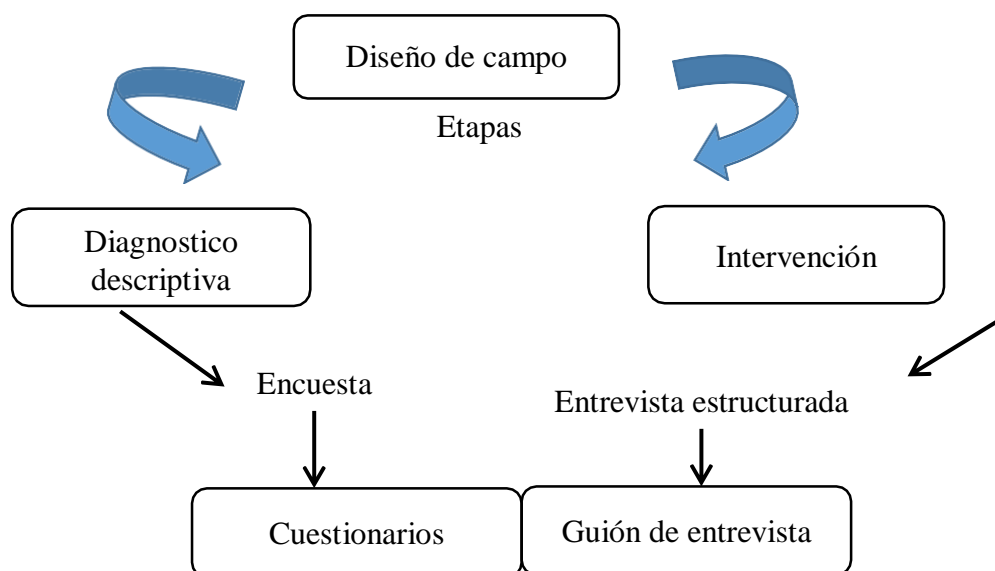 Diseño de campo
Etapas
Diagnostico
descriptiva
Intervención
Encuesta
Entrevista estructurada
Cuestionarios
Guión de entrevista